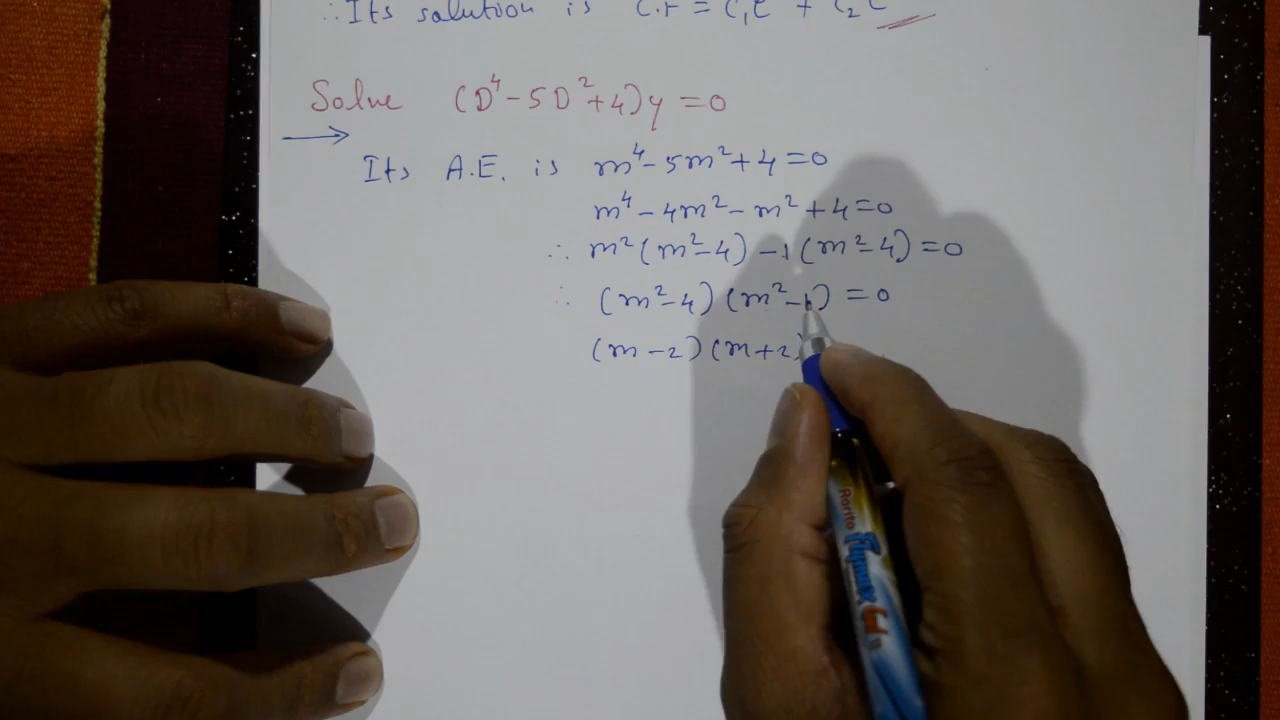 ∴ Its solution is C.F = C₁e + C₂e
Solve (D⁴-5D²+4)y=0
Its A.E. is m⁴-5m²+4=0
m⁴-4m²-m²+4=0
∴ m²(m²-4)-1(m²-4)=0
∴ (m²-4)(m²-1)=0
(m-2)(m+2)
Rorito